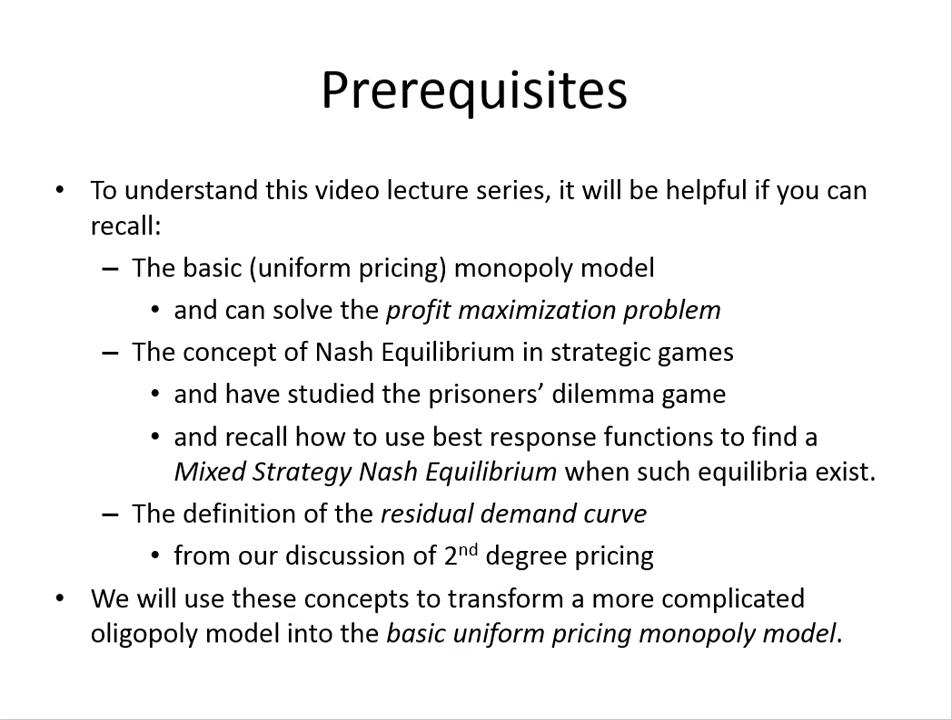 Prerequisites
• To understand this video lecture series, it will be helpful if you can
recall:
– The basic (uniform pricing) monopoly model
• and can solve the profit maximization problem
– The concept of Nash Equilibrium in strategic games
• and have studied the prisoners’ dilemma game
• and recall how to use best response functions to find a
Mixed Strategy Nash Equilibrium when such equilibria exist.
– The definition of the residual demand curve
• from our discussion of 2nd degree pricing
• We will use these concepts to transform a more complicated
oligopoly model into the basic uniform pricing monopoly model.